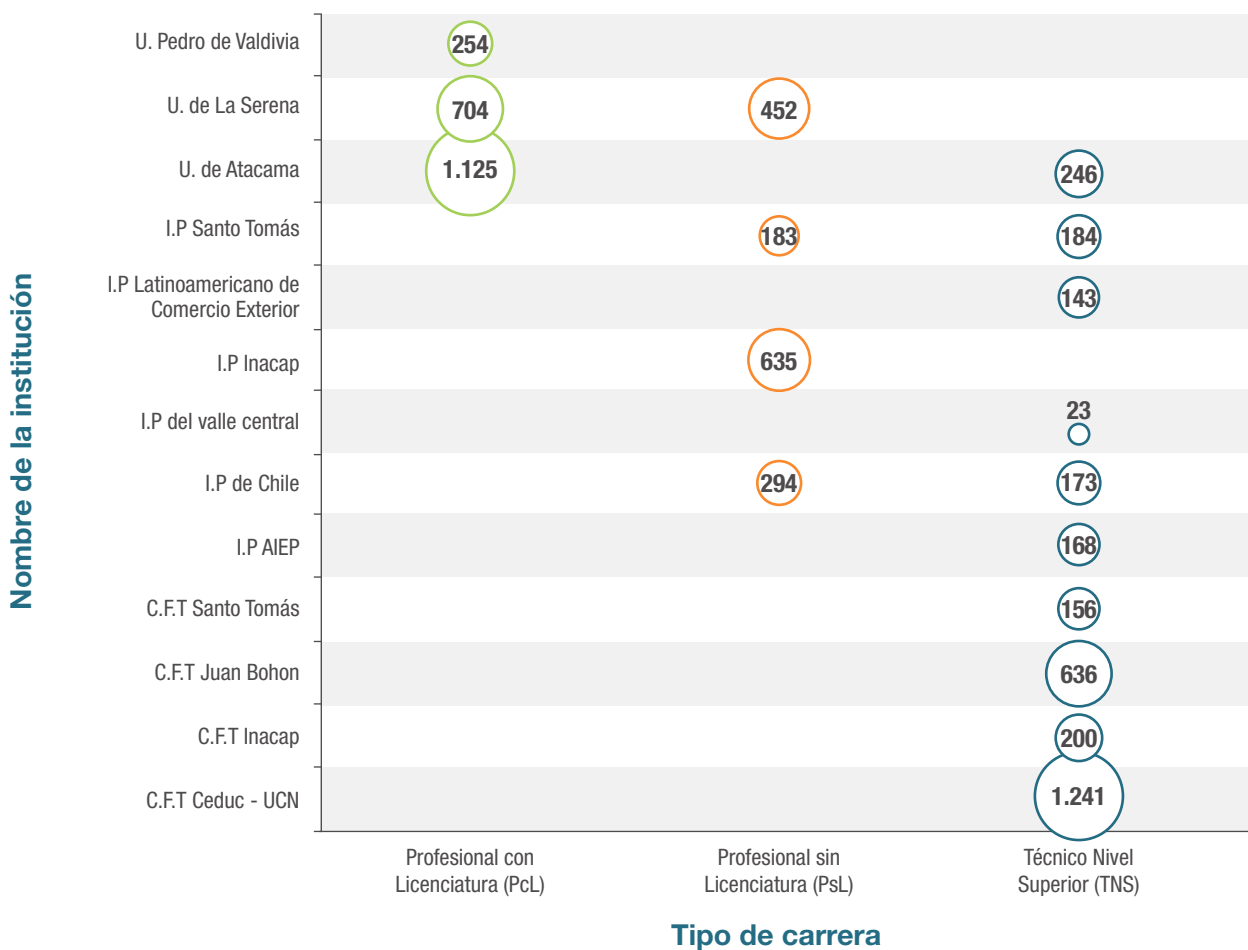 Nombre de la institución
U. Pedro de Valdivia
254
U. de La Serena
704
452
U. de Atacama
1.125
246
I.P Santo Tomás
183
184
I.P Latinoamericano de
Comercio Exterior
143
I.P Inacap
635
I.P del valle central
23
I.P de Chile
294
173
I.P AIEP
168
C.F.T Santo Tomás
156
C.F.T Juan Bohon
636
C.F.T Inacap
200
C.F.T Ceduc - UCN
1.241
Profesional con
Licenciatura (PcL)
Profesional sin
Licenciatura (PsL)
Técnico Nivel
Superior (TNS)
Tipo de carrera